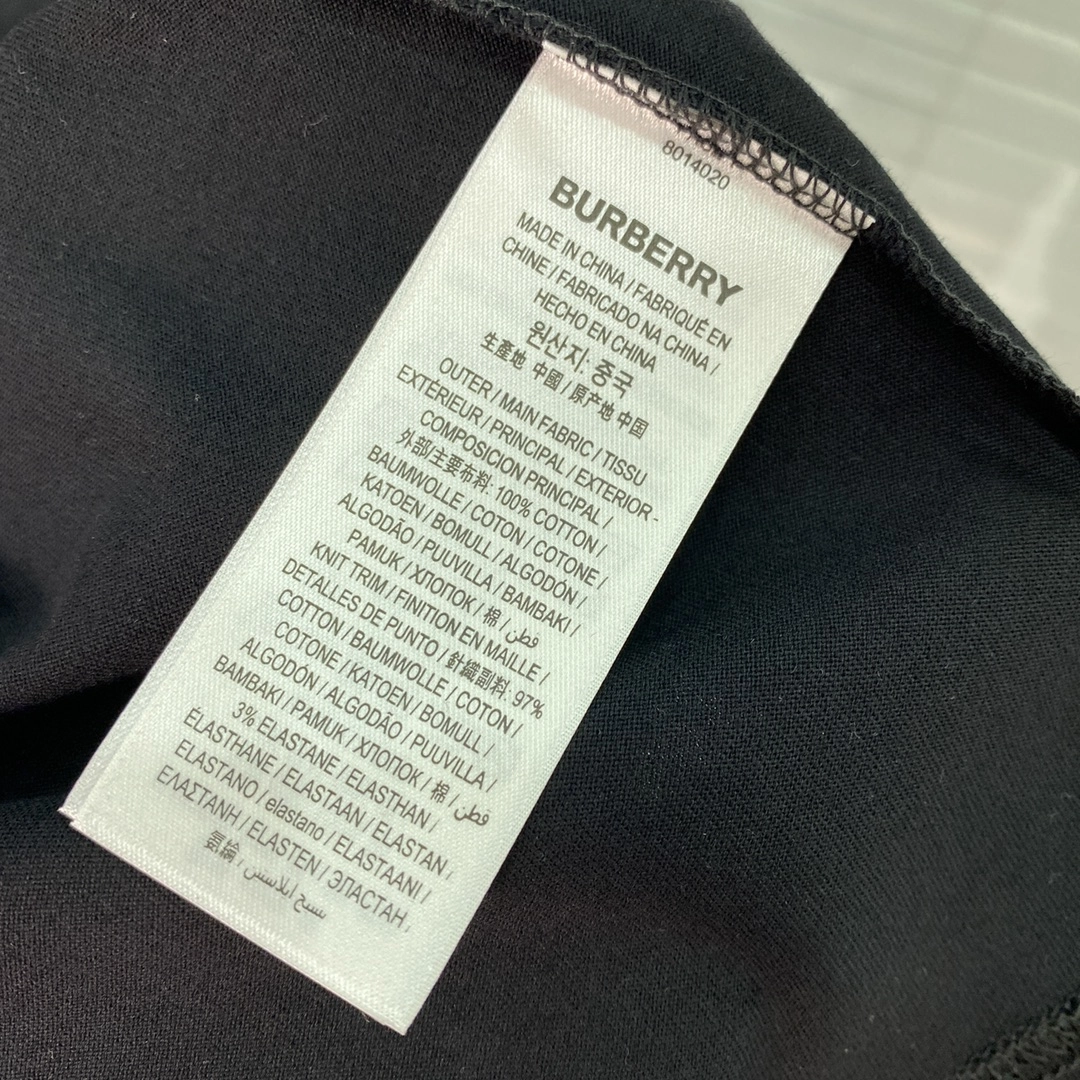 8014020
BURBERRY
MADE IN CHINA / FABRIQUÉ EN
CHINE / FABRICADO NA CHINA /
HECHO EN CHINA
원산지: 중국
生產地 中國 / 原产地 中国
OUTER / MAIN FABRIC / TISSU
EXTÉRIEUR / PRINCIPAL / EXTERIOR -
COMPOSICION PRINCIPAL /
外部/主要布料: 100% COTTON /
BAUMWOLLE / COTON / COTONE /
KATOEN / BOMULL / ALGODÓN /
ALGODÃO / PUUVILLA / BAMBAKI /
PAMUK / ХЛОПОК / 棉 / قطن /
KNIT TRIM / FINITION EN MAILLE /
DETALLES DE PUNTO / 針織副料: 97%
COTTON / BAUMWOLLE / COTON /
COTONE / KATOEN / BOMULL /
ALGODÓN / ALGODÃO / PUUVILLA /
BAMBAKI / PAMUK / ХЛОПОК / 棉 / قطن /
3% ELASTANE / ELASTHAN /
ÉLASTHANE / ELASTAAN / ELASTAN /
ELASTANO / elastano / ELASTAANI /
ΕΛΑΣΤΑΝΗ / ELASTEN / ЭЛАСТАН /
氨綸 /